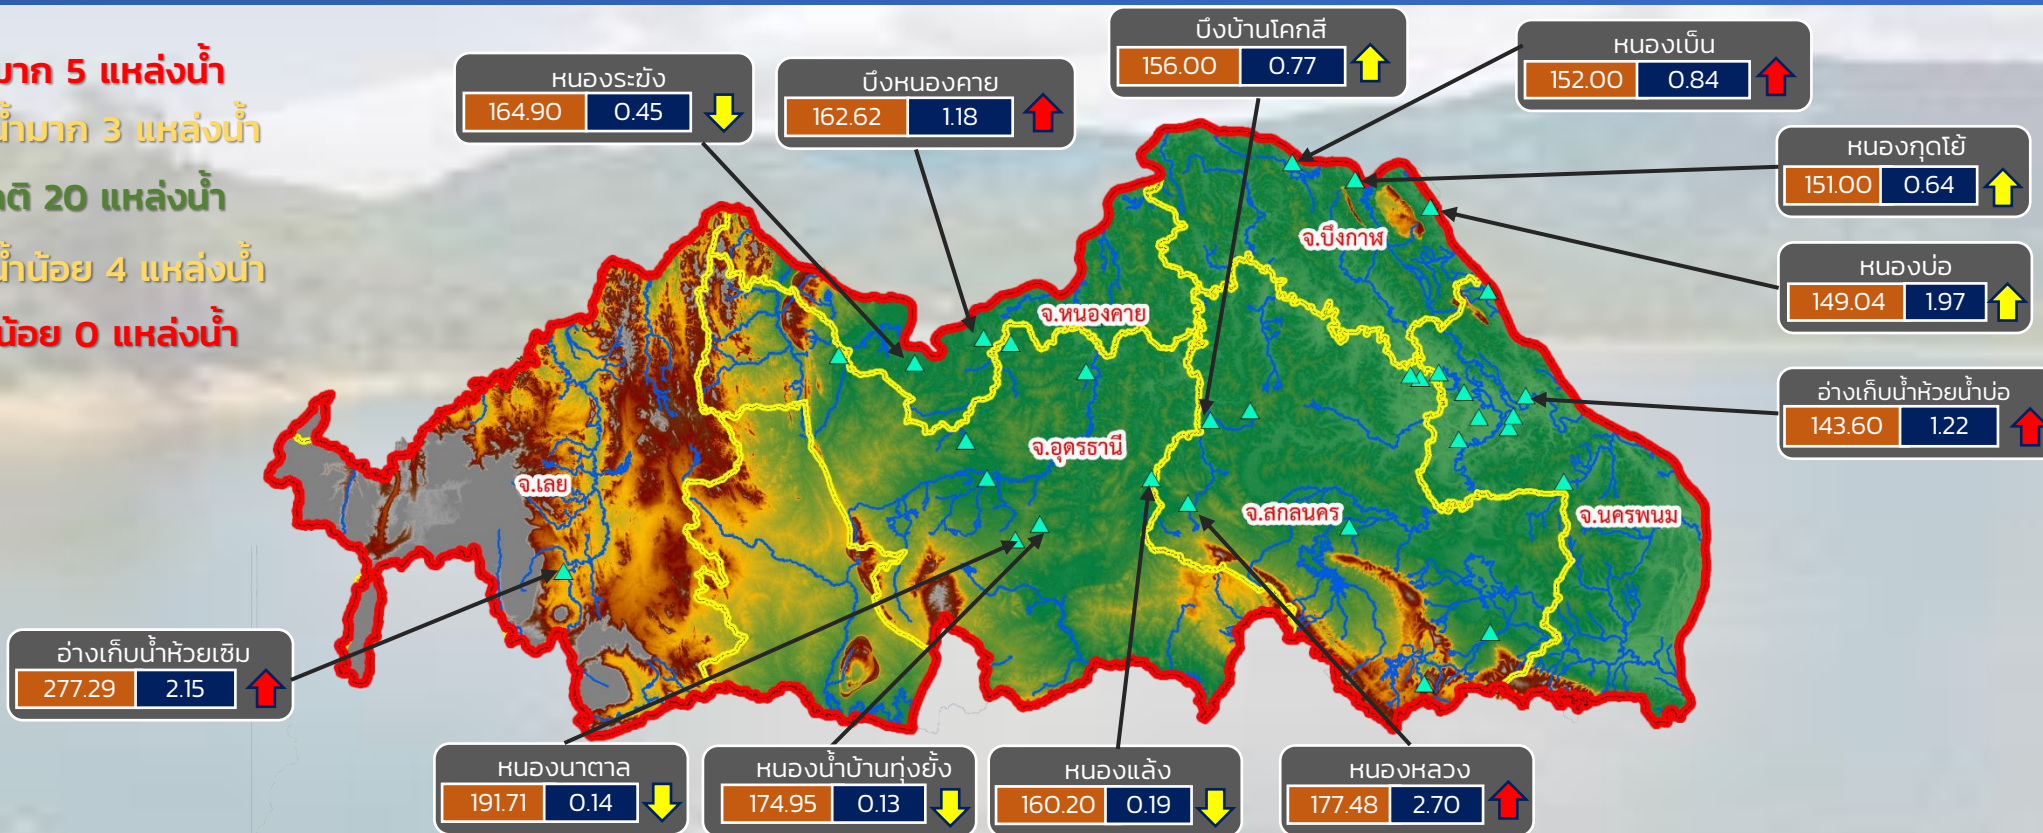 มาก 5 แหล่งน้ำ
น้ำมาก 3 แหล่งน้ำ
20 แหล่งน้ำ
น้ำน้อย 4 แหล่งน้ำ
น้อย 0 แหล่งน้ำ
หนองระฆัง
164.90 0.45
บึงหนองคาย
162.62 1.18
บึงบ้านโคกสี
156.00 0.77
หนองเบ็น
152.00 0.84
หนองกุดโย้
151.00 0.64
หนองบ่อ
149.04 1.97
อ่างเก็บน้ำห้วยน้ำบ่อ
143.60 1.22
จ.บึงกาฬ
จ.หนองคาย
จ.อุดรธานี
จ.เลย
จ.สกลนคร
จ.นครพนม
อ่างเก็บน้ำห้วยเชิม
277.29 2.15
หนองนาตาล
191.71 0.14
หนองน้ำบ้านทุ่งยั้ง
174.95 0.13
หนองแล้ง
160.20 0.19
หนองหลวง
177.48 2.70